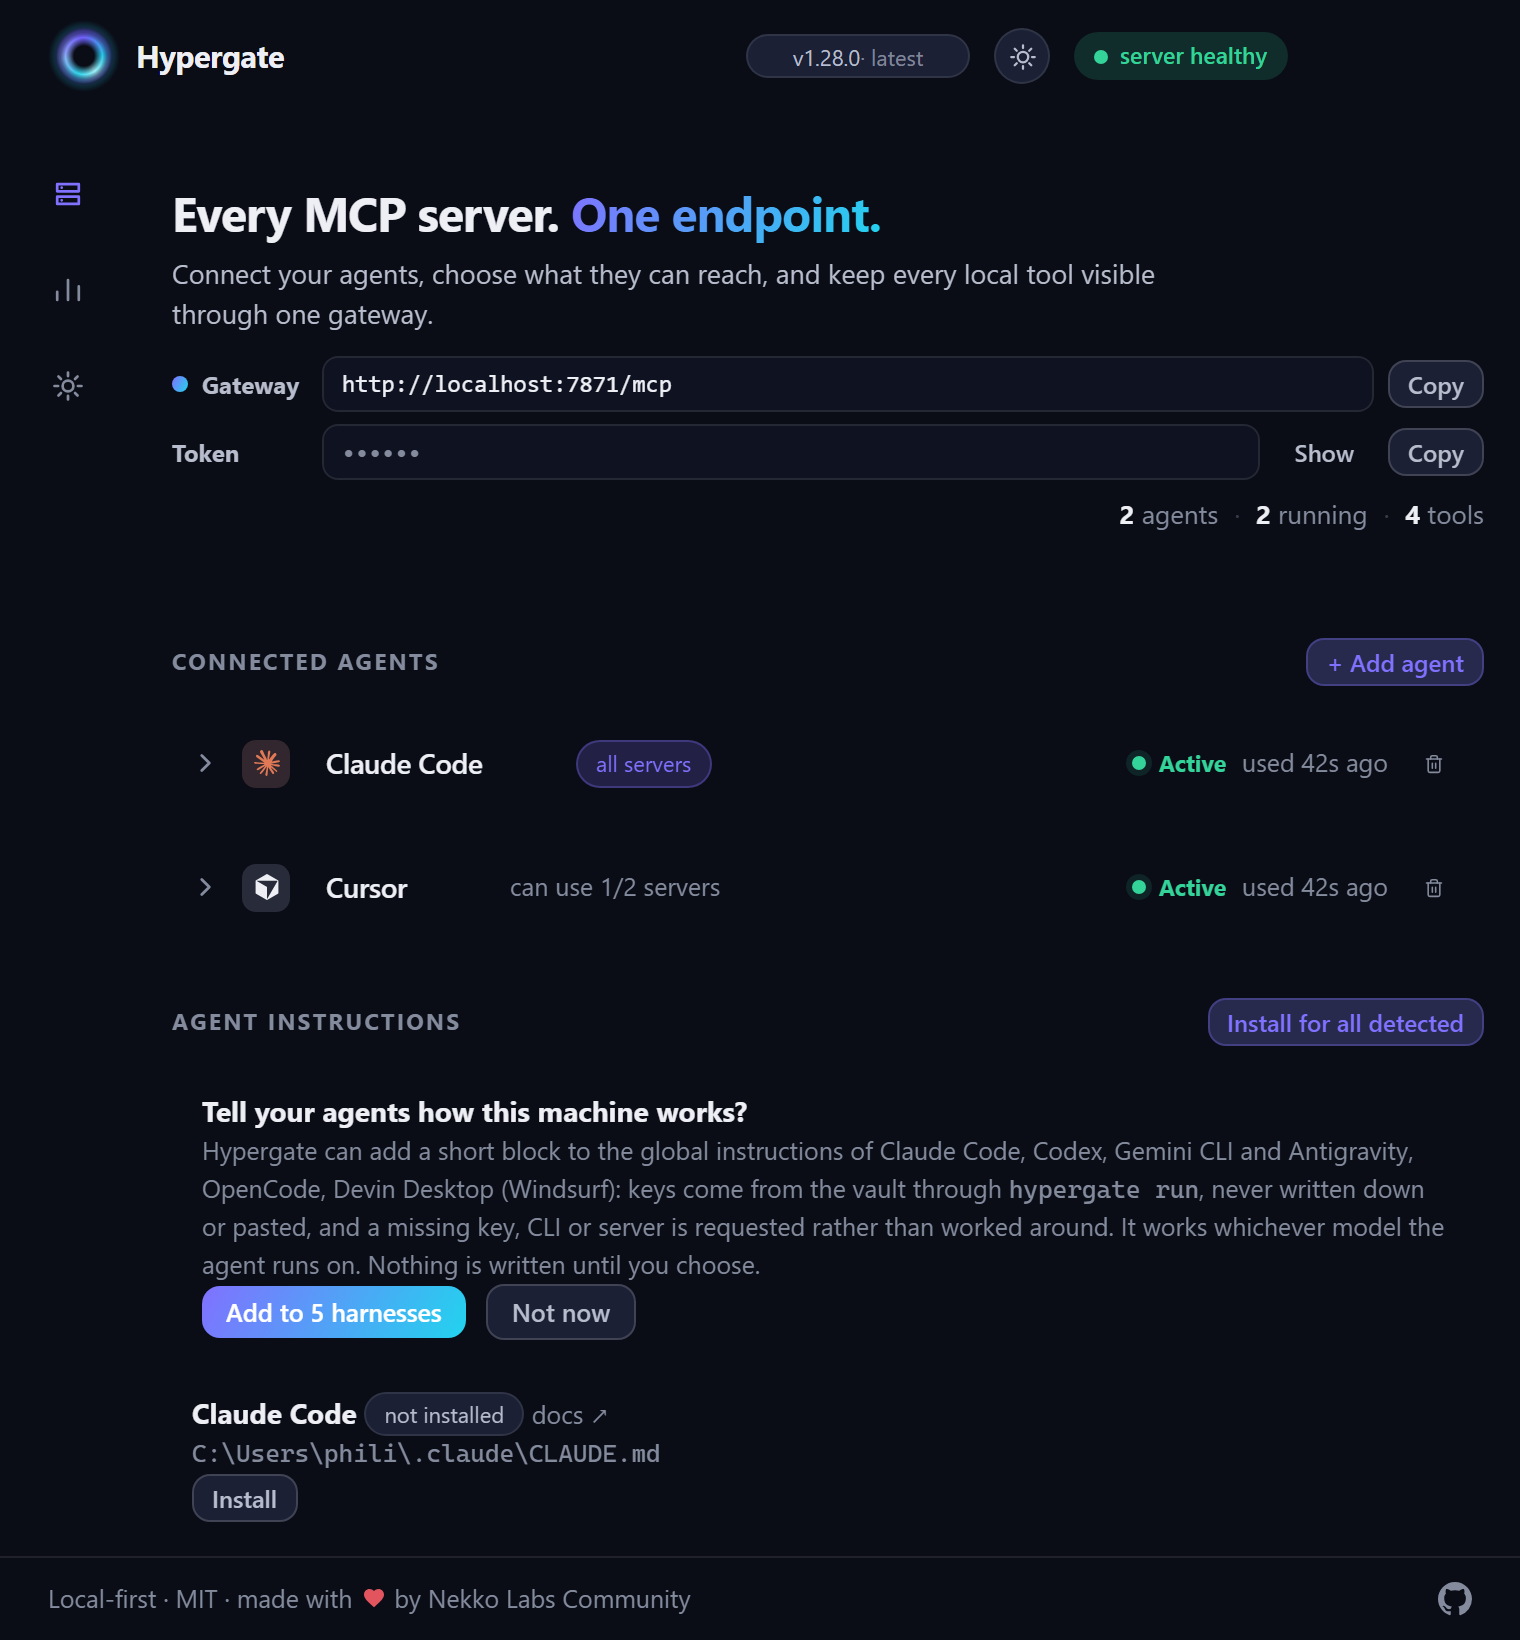 Hypergate
v1.28.0 · latest
server healthy
Every MCP server. One endpoint.
Connect your agents, choose what they can reach, and keep every local tool visible
through one gateway.
Gateway
http://localhost:7871/mcp
Copy
Token
••••••
Show
Copy
2 agents · 2 running · 4 tools
CONNECTED AGENTS
+ Add agent
Claude Code
all servers
Active used 42s ago
Cursor
can use 1/2 servers
Active used 42s ago
AGENT INSTRUCTIONS
Install for all detected
Tell your agents how this machine works?
Hypergate can add a short block to the global instructions of Claude Code, Codex, Gemini CLI and Antigravity,
OpenCode, Devin Desktop (Windsurf): keys come from the vault through hypergate run, never written down
or pasted, and a missing key, CLI or server is requested rather than worked around. It works whichever model the
agent runs on. Nothing is written until you choose.
Add to 5 harnesses
Not now
Claude Code not installed docs ↗
C:\Users\phili\.claude\CLAUDE.md
Install
Local-first · MIT · made with ❤ by Nekko Labs Community